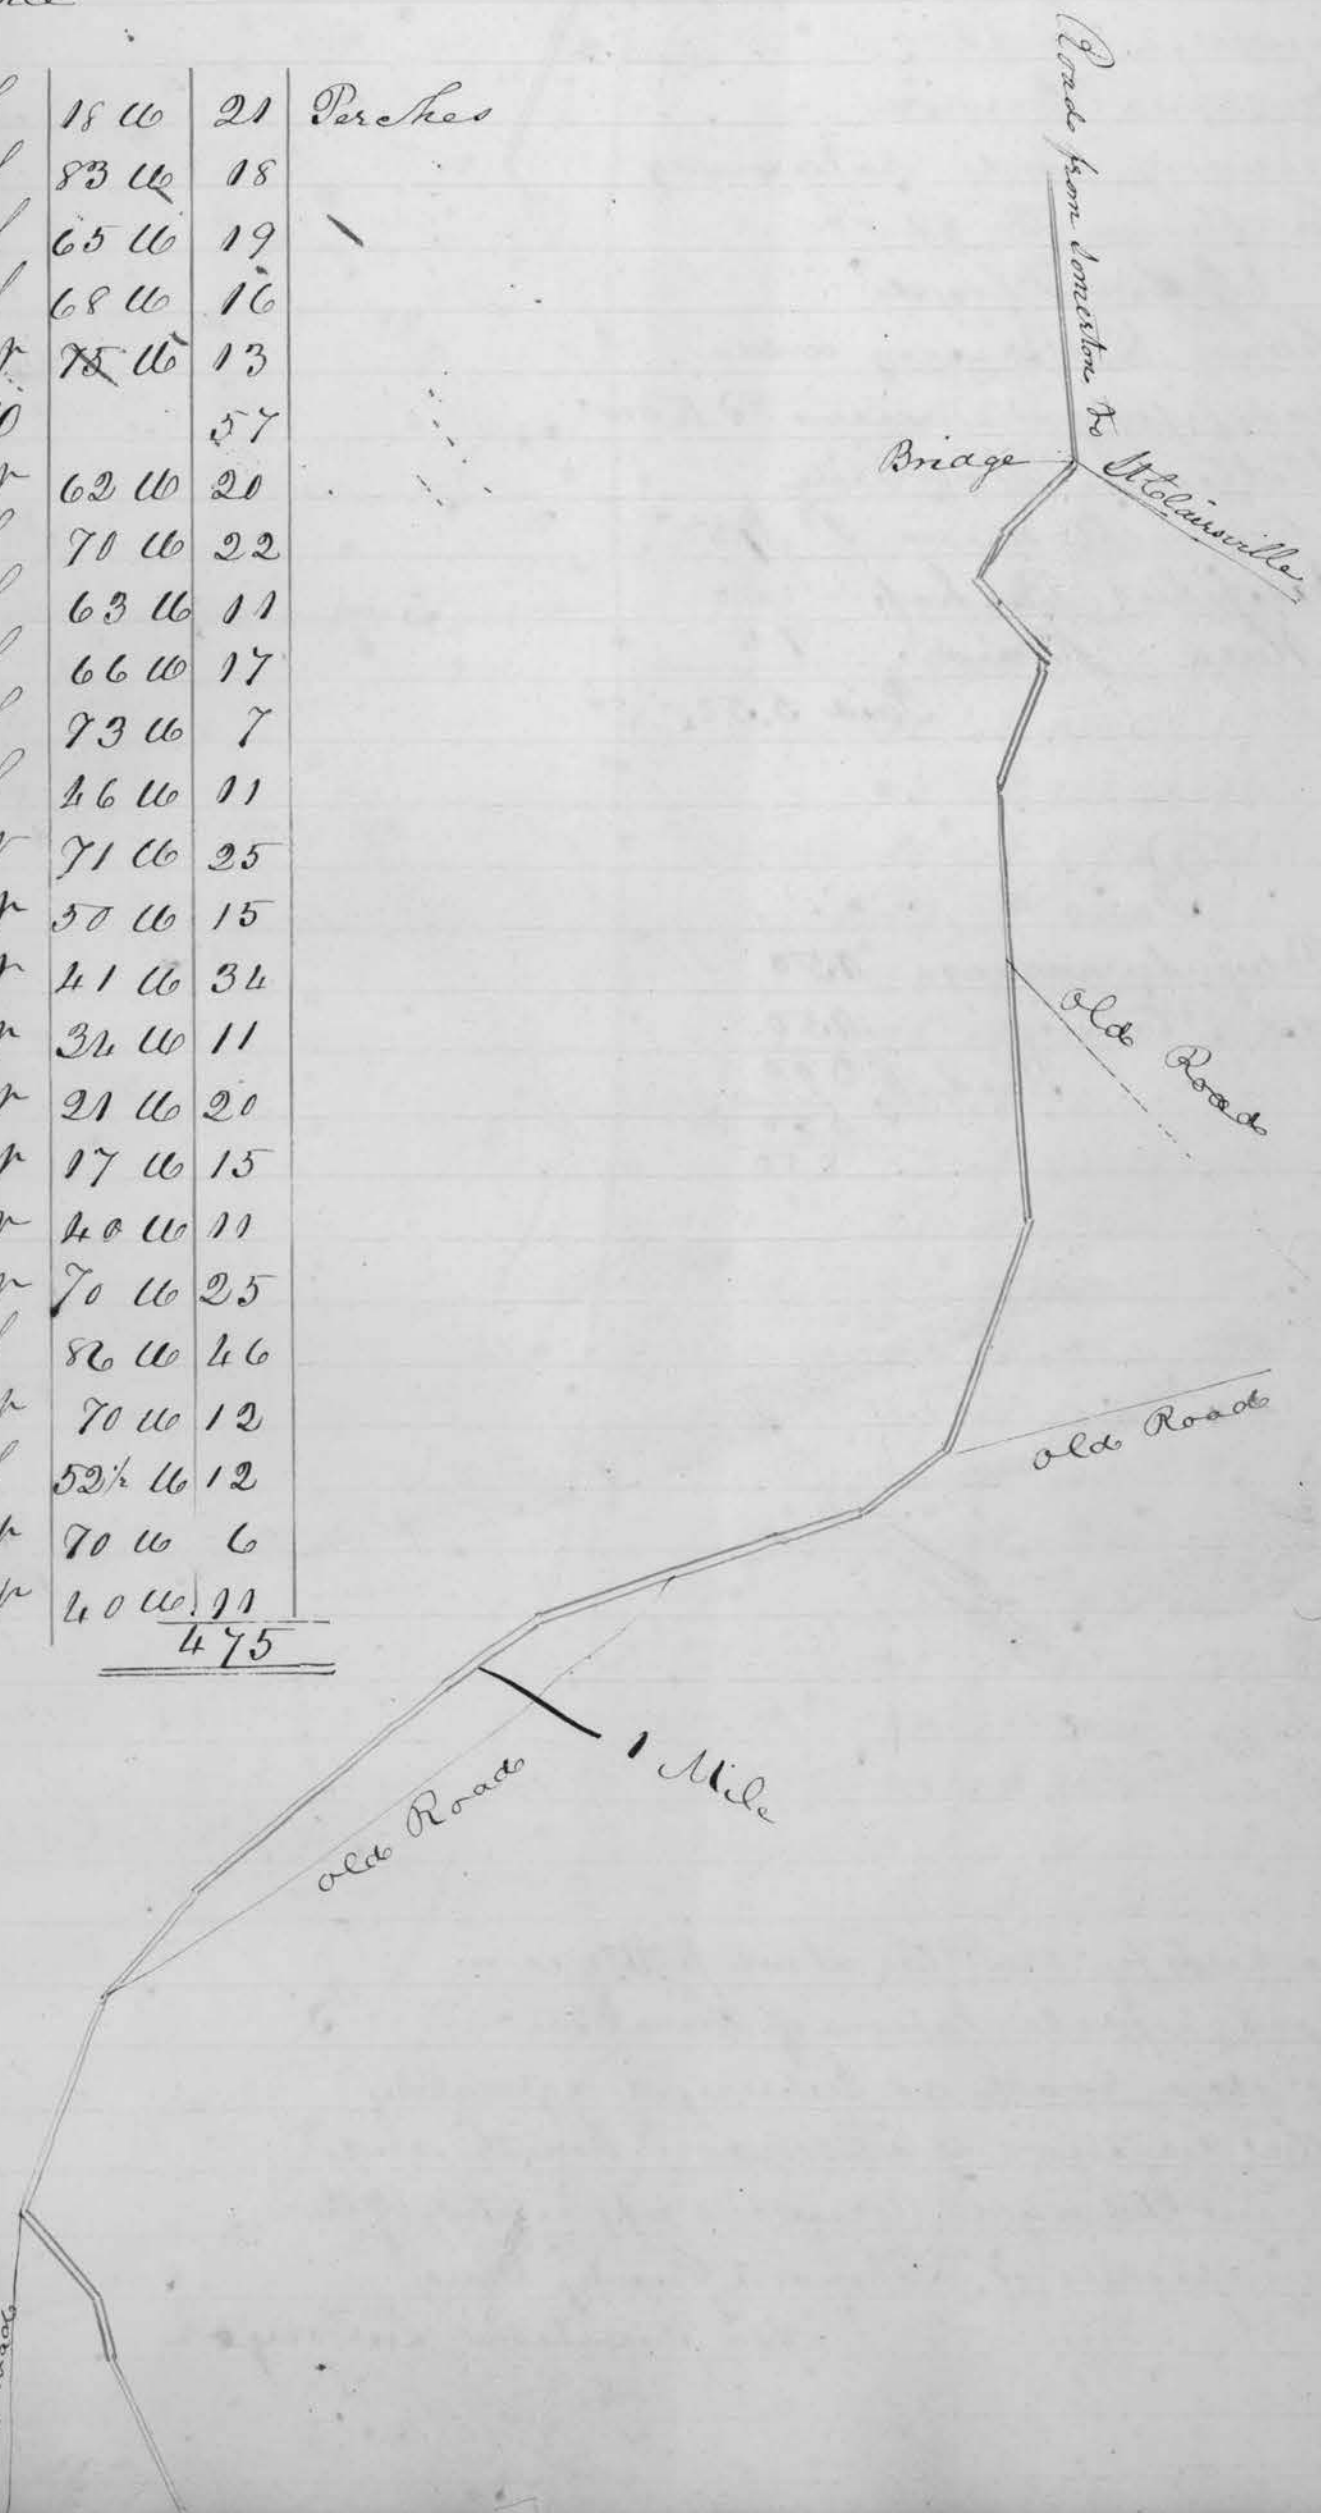 18 W 21 Perches
83 W 18
65 W 19
68 W 16
75 W 13
57
62 W 20
70 W 22
63 W 11
66 W 17
73 W 7
46 W 11
71 W 25
50 W 15
41 W 34
34 W 11
21 W 20
17 W 15
40 W 11
70 W 25
86 W 46
70 W 12
52½ W 12
70 W 6
40 W 11
475
Road from Somerton to
St Clairsville
Bridge
old Road
old Road
1 Mile
old Road